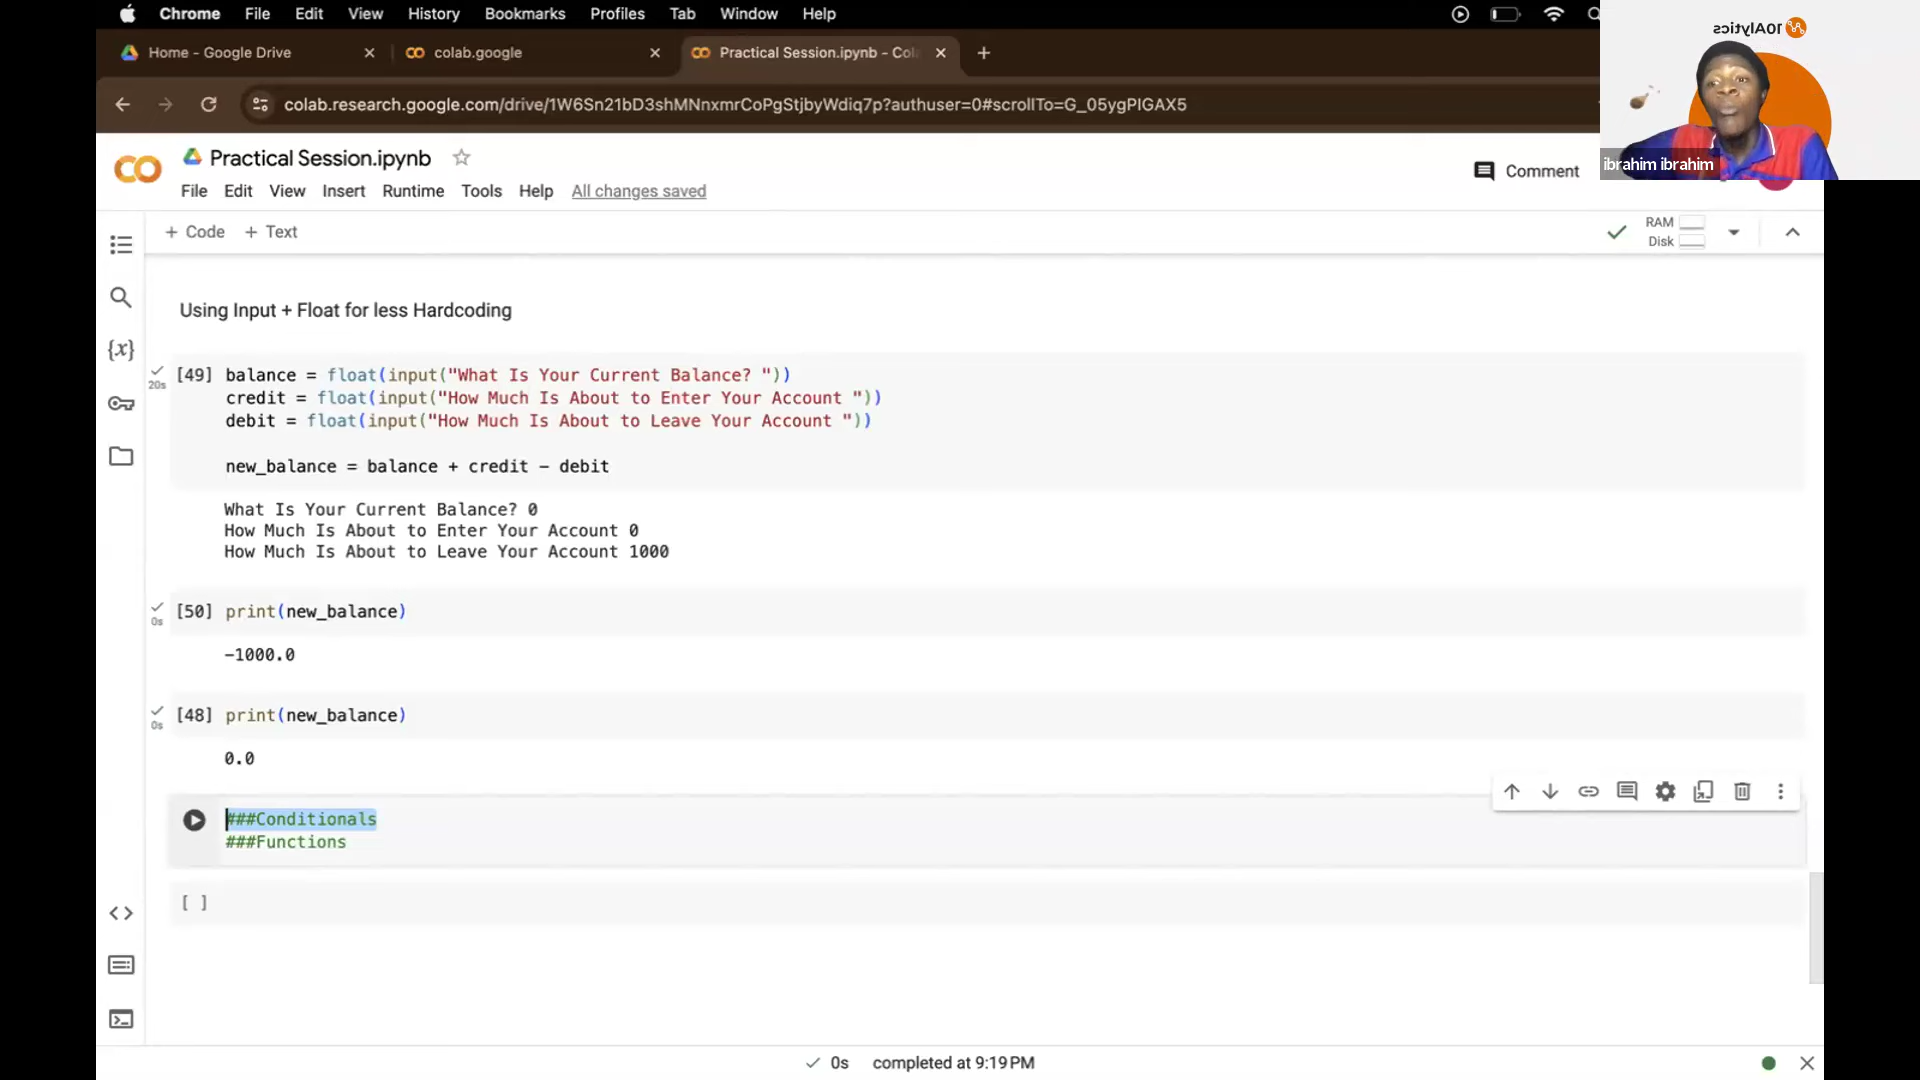 Chrome File Edit View History Bookmarks Profiles Tab Window Help
Home - Google Drive
colab.google
Practical Session.ipynb - Col
colab.research.google.com/drive/1W6Sn21bD3shMNnxmrCoPgStjbyWdiq7p?authuser=0#scrollTo=G_05ygPIGAX5
10Alytics
ibrahim ibrahim
Practical Session.ipynb
File Edit View Insert Runtime Tools Help All changes saved
Comment
+ Code + Text
RAM
Disk
Using Input + Float for less Hardcoding
20s
[49] balance = float(input("What Is Your Current Balance? "))
credit = float(input("How Much Is About to Enter Your Account "))
debit = float(input("How Much Is About to Leave Your Account "))
new_balance = balance + credit - debit
What Is Your Current Balance? 0
How Much Is About to Enter Your Account 0
How Much Is About to Leave Your Account 1000
0s
[50] print(new_balance)
-1000.0
0s
[48] print(new_balance)
0.0
###Conditionals
###Functions
[ ]
{x}
0s completed at 9:19 PM